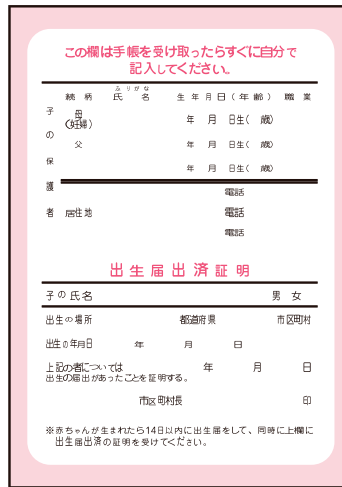 この欄は手帳を受け取ったらすぐに自分で
記入してください。
ふりがな
続柄 氏名 生年月日(年齢) 職業
子の保護者
母
(妊婦) 年 月 日生( 歳)
父 年 月 日生( 歳)
年 月 日生( 歳)
電話
居住地 電話
電話
出生届出済証明
子の氏名 男 女
出生の場所 都道府県 市区町村
出生の年月日 年 月 日
上記の者については 年 月 日
出生の届出があったことを証明する。
市区町村長 印
※赤ちゃんが生まれたら14日以内に出生届をして、同時に上欄に
出生届出済の証明を受けてください。